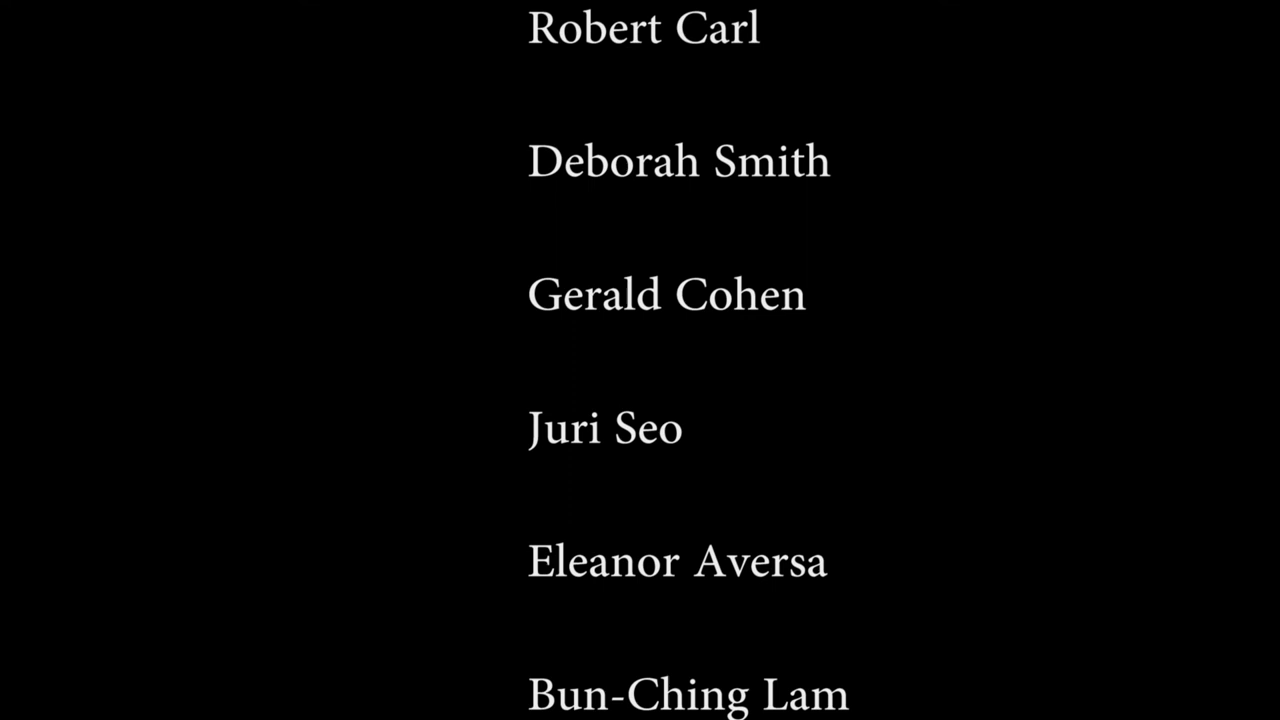 Robert Carl
Deborah Smith
Gerald Cohen
Juri Seo
Eleanor Aversa
Bun-Ching Lam